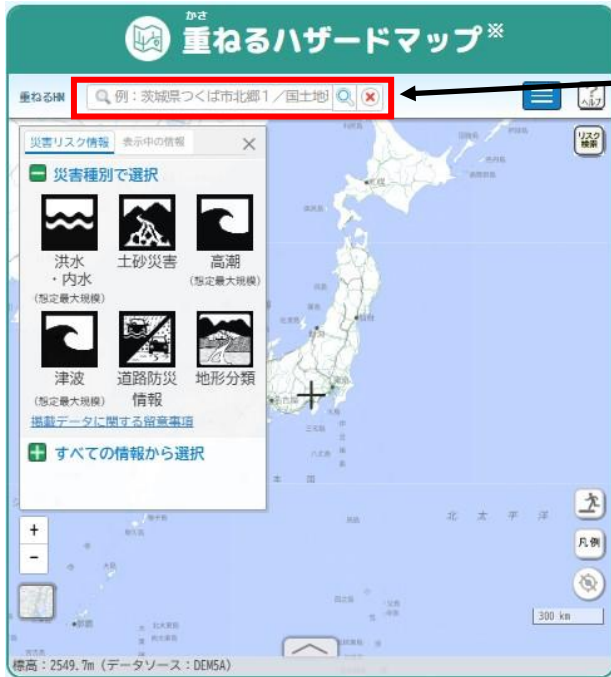 かさ
重ねるハザードマップ※
重ねるHM
例：茨城県つくば市北郷1／国土地
ヘルプ
災害リスク情報
表示中の情報
リスク
検索
災害種別で選択
洪水
・内水
(想定最大規模)
土砂災害
高潮
(想定最大規模)
津波
(想定最大規模)
道路防災
情報
地形分類
掲載データに関する留意事項
すべての情報から選択
北 太 平 洋
凡例
300 km
標高：2549.7m（データソース：DEM5A）